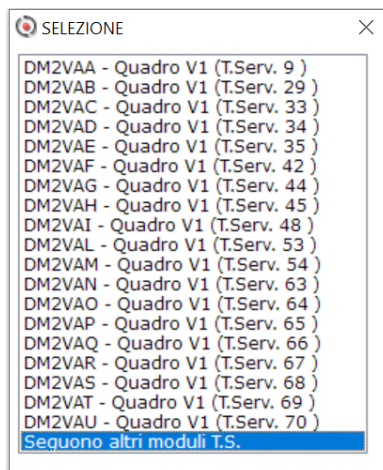 SELEZIONE
DM2VAA - Quadro V1 (T.Serv. 9 )
DM2VAB - Quadro V1 (T.Serv. 29 )
DM2VAC - Quadro V1 (T.Serv. 33 )
DM2VAD - Quadro V1 (T.Serv. 34 )
DM2VAE - Quadro V1 (T.Serv. 35 )
DM2VAF - Quadro V1 (T.Serv. 42 )
DM2VAG - Quadro V1 (T.Serv. 44 )
DM2VAH - Quadro V1 (T.Serv. 45 )
DM2VAI - Quadro V1 (T.Serv. 48 )
DM2VAL - Quadro V1 (T.Serv. 53 )
DM2VAM - Quadro V1 (T.Serv. 54 )
DM2VAN - Quadro V1 (T.Serv. 63 )
DM2VAO - Quadro V1 (T.Serv. 64 )
DM2VAP - Quadro V1 (T.Serv. 65 )
DM2VAQ - Quadro V1 (T.Serv. 66 )
DM2VAR - Quadro V1 (T.Serv. 67 )
DM2VAS - Quadro V1 (T.Serv. 68 )
DM2VAT - Quadro V1 (T.Serv. 69 )
DM2VAU - Quadro V1 (T.Serv. 70 )
Seguono altri moduli T.S.